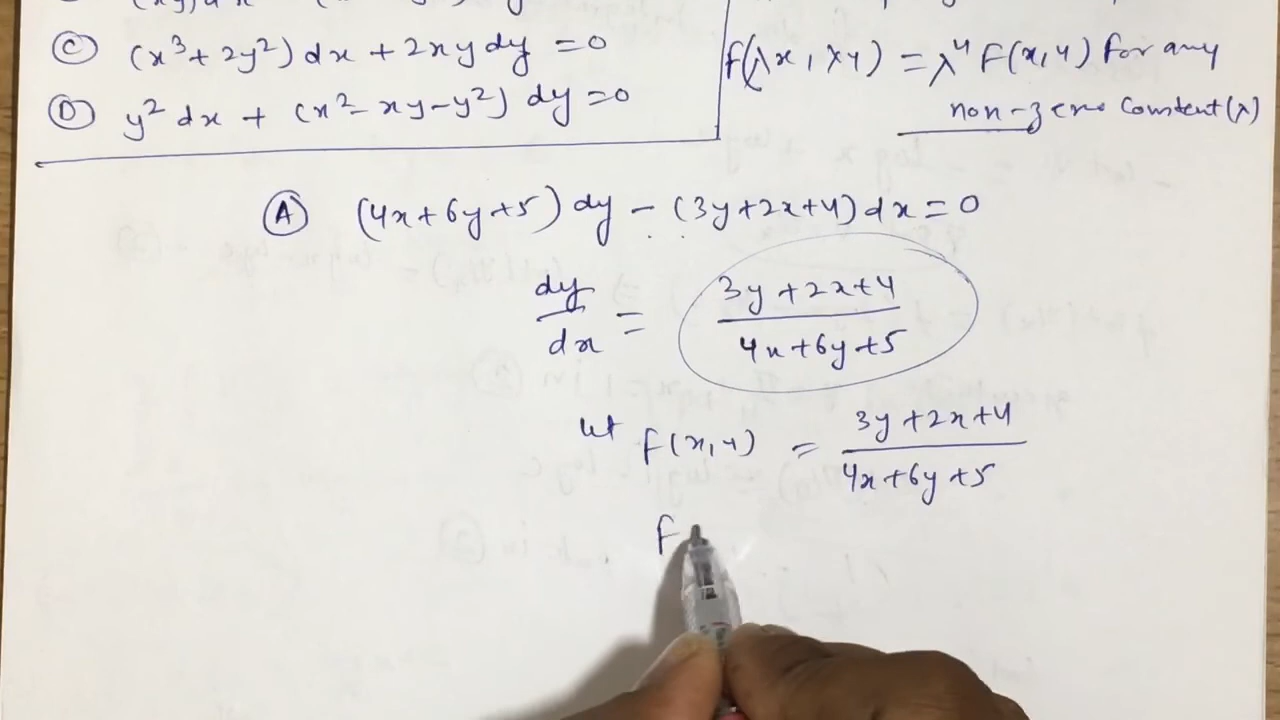 Ⓒ (x³+2y²) dx + 2xy dy = 0
Ⓓ y² dx + (x²-xy-y²) dy = 0
f(λx, λy) = λⁿ F(x,y) for any
non-zero constent(λ)
Ⓐ (4x+6y+5) dy - (3y+2x+4) dx = 0
dy/dx = (3y+2x+4)/(4x+6y+5)
let f(x,y) = (3y+2x+4)/(4x+6y+5)
F